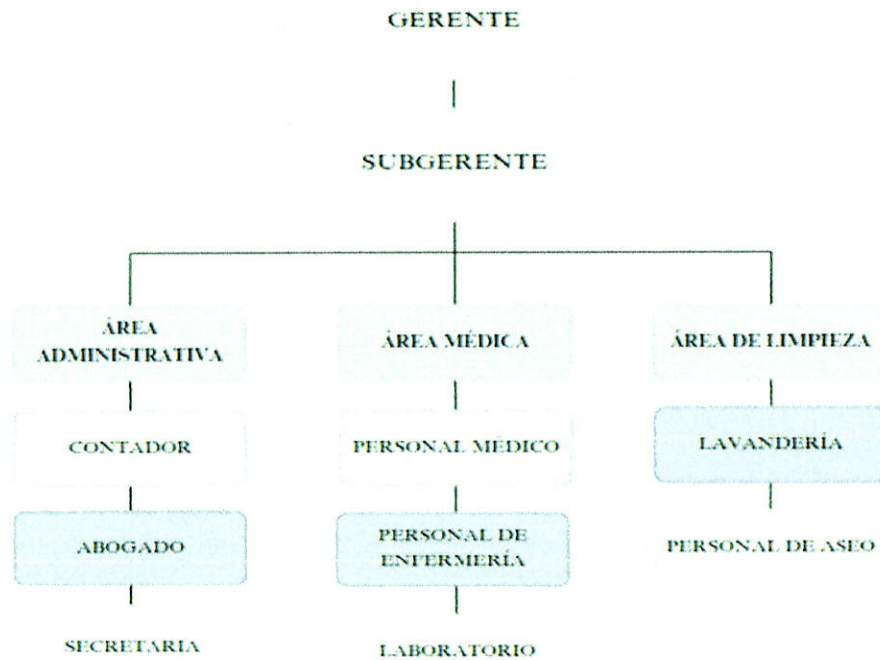 GERENTE
SUBGERENTE
ÁREA
ADMINISTRATIVA
ÁREA MÉDICA
ÁREA DE LIMPIEZA
CONTADOR
PERSONAL MÉDICO
LAVANDERÍA
ABOGADO
PERSONAL DE
ENFERMERÍA
PERSONAL DE ASEO
SECRETARIA
LABORATORIO